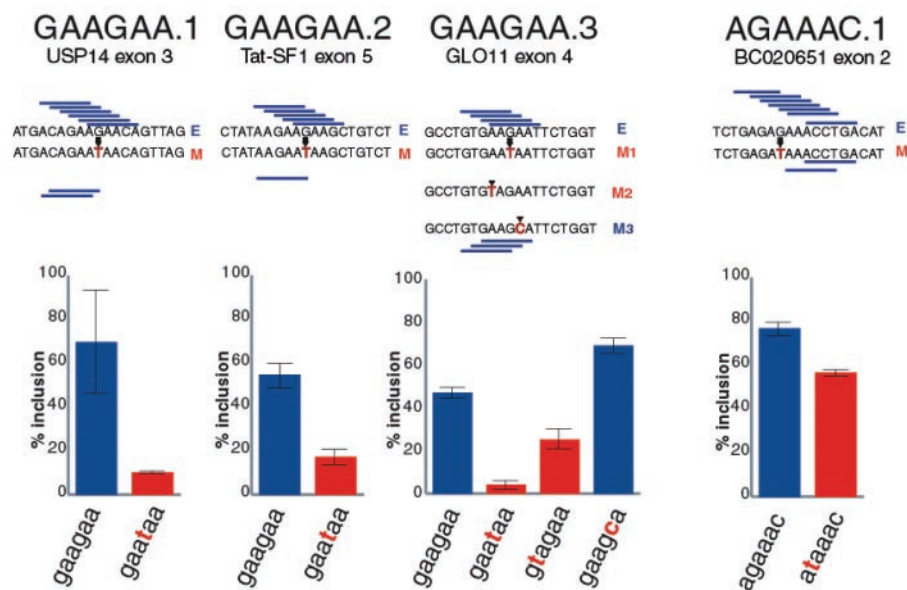 GAAGAA.1
USP14 exon 3
ATGACAGAAGAACAGTTAG E
ATGACAGAATAACAGTTAG M
100
80
60
40
20
0
% inclusion
gaagaa
gaataa
GAAGAA.2
Tat-SF1 exon 5
CTATAAGAAGAAGCTGTCT E
CTATAAGAATAAGCTGTCT M
100
80
60
40
20
0
% inclusion
gaagaa
gaataa
GAAGAA.3
GLO11 exon 4
GCCTGTGAAGAATTCTGGT E
GCCTGTGAATAATTCTGGT M1
GCCTGTGTAGAATTCTGGT M2
GCCTGTGAAGCATTCTGGT M3
100
80
60
40
20
0
% inclusion
gaagaa
gaataa
gtagaa
gaagca
AGAAAC.1
BC020651 exon 2
TCTGAGAGAAACCTGACAT E
TCTGAGATAAACCTGACAT M
100
80
60
40
20
0
% inclusion
agaaac
ataaac